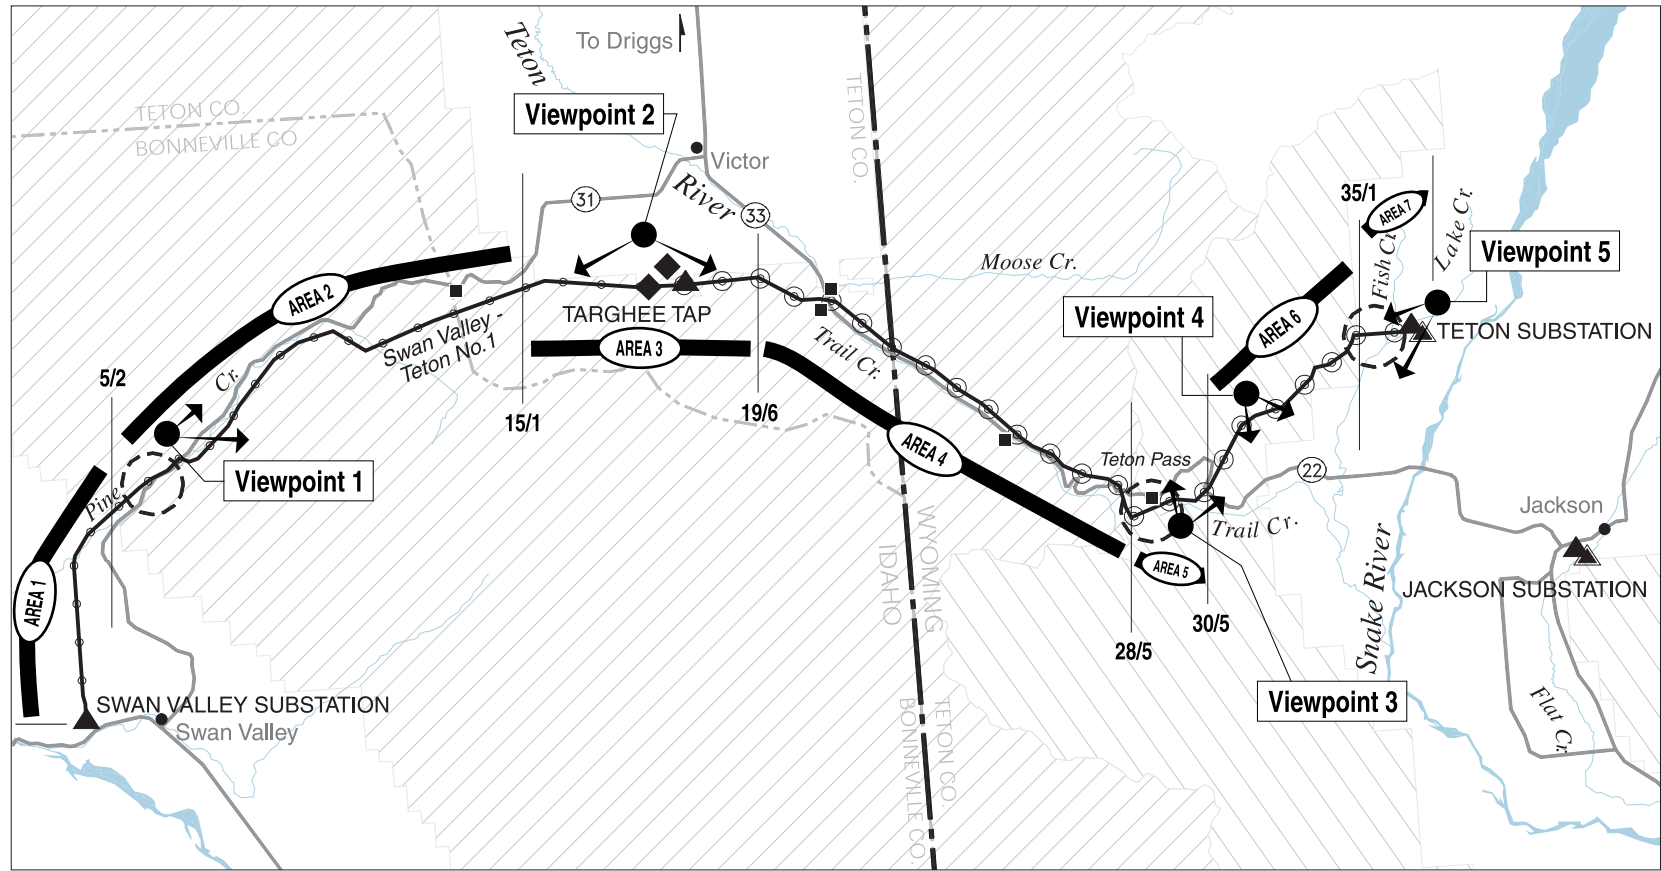 Teton
To Driggs
TETON CO.
BONNEVILLE CO
Viewpoint 2
TETON CO.
Victor
River
31
33
35/1
AREA 7
Lake Cr.
Fish Cr.
Viewpoint 5
Moose Cr.
AREA 2
TARGHEE TAP
Viewpoint 4
AREA 6
TETON SUBSTATION
Swan Valley -
Teton No.1
AREA 3
Trail Cr.
5/2
Cr.
15/1
19/6
AREA 4
Teton Pass
22
Viewpoint 1
Pine
Jackson
WYOMING
IDAHO
Trail Cr.
AREA 5
AREA 1
JACKSON SUBSTATION
30/5
28/5
Snake River
SWAN VALLEY SUBSTATION
Swan Valley
Viewpoint 3
Flat Cr.
TETON CO.
BONNEVILLE CO.